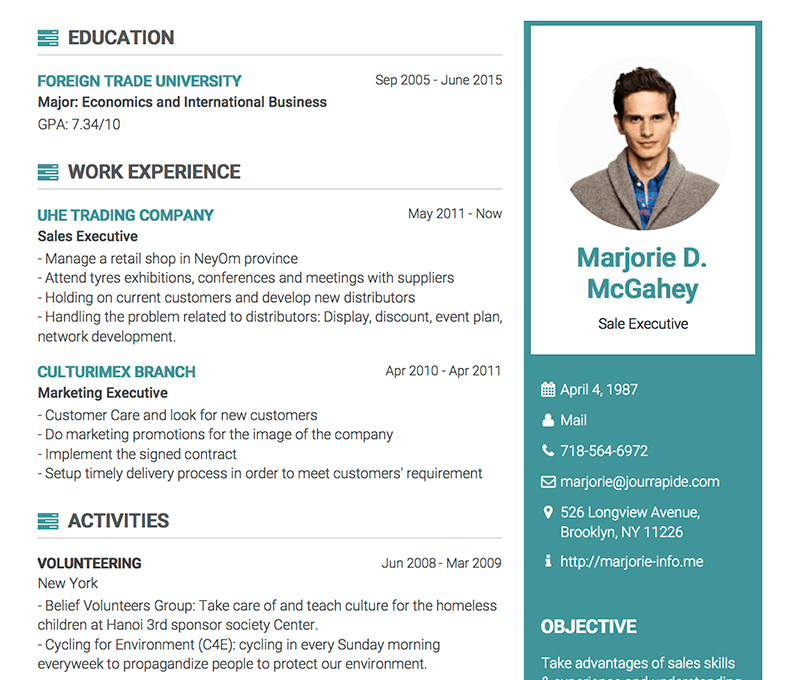 EDUCATION
FOREIGN TRADE UNIVERSITY
Sep 2005 - June 2015
Major: Economics and International Business
GPA: 7.34/10
WORK EXPERIENCE
UHE TRADING COMPANY
May 2011 - Now
Sales Executive
- Manage a retail shop in NeyOm province
- Attend tyres exhibitions, conferences and meetings with suppliers
- Holding on current customers and develop new distributors
- Handling the problem related to distributors: Display, discount, event plan,
network development.
CULTURIMEX BRANCH
Apr 2010 - Apr 2011
Marketing Executive
- Customer Care and look for new customers
- Do marketing promotions for the image of the company
- Implement the signed contract
- Setup timely delivery process in order to meet customers' requirement
ACTIVITIES
VOLUNTEERING
Jun 2008 - Mar 2009
New York
- Belief Volunteers Group: Take care of and teach culture for the homeless
children at Hanoi 3rd sponsor society Center.
- Cycling for Environment (C4E): cycling in every Sunday morning
everyweek to propagandize people to protect our environment.
Marjorie D.
McGahey
Sale Executive
April 4, 1987
Mail
718-564-6972
marjorie@jourrapide.com
526 Longview Avenue,
Brooklyn, NY 11226
http://marjorie-info.me
OBJECTIVE
Take advantages of sales skills
& experience and understanding